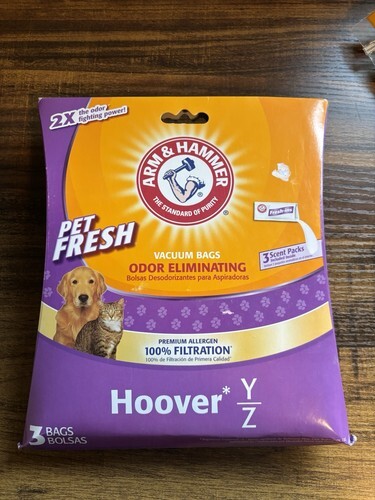 2X the odor
fighting power!
ARM & HAMMER
THE STANDARD OF PURITY
®
PET
FRESH
VACUUM BAGS
ODOR ELIMINATING
Bolsas Desodorizantes para Aspiradoras
3 Scent Packs
Included Inside
PREMIUM ALLERGEN
100% FILTRATION
100% de Filtración de Primera Calidad
Hoover* Y
Z
3 BAGS
BOLSAS